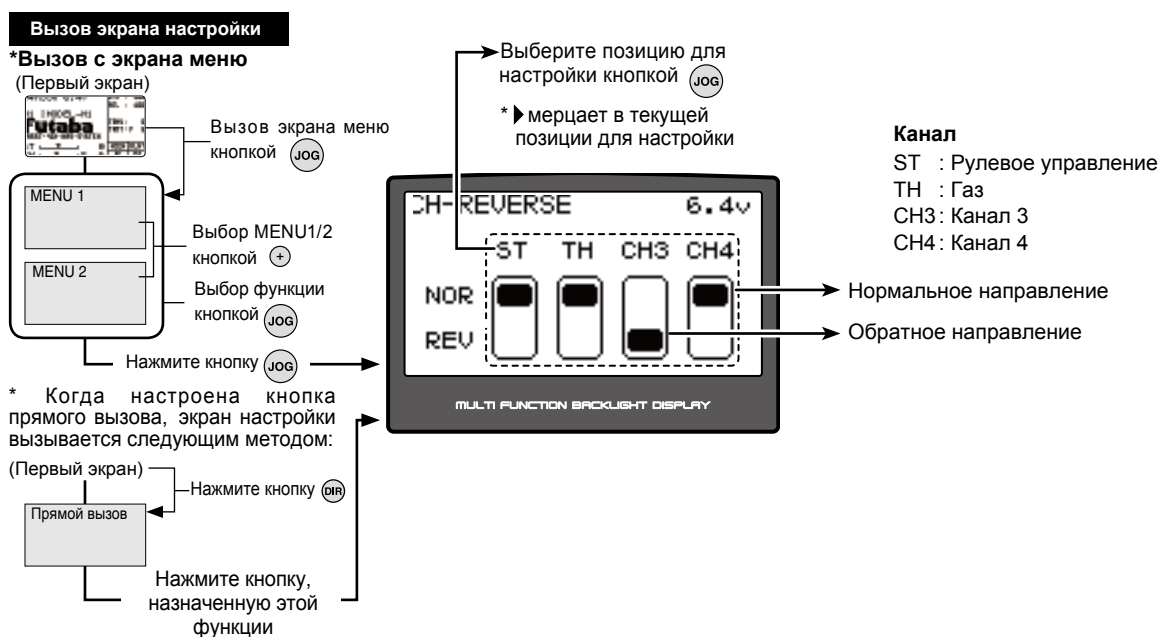 Вызов экрана настройки
*Вызов с экрана меню
(Первый экран)
Futaba
Вызов экрана меню
кнопкой JOG
MENU 1
MENU 2
Выбор MENU1/2
кнопкой +
Выбор функции
кнопкой JOG
Нажмите кнопку JOG
* Когда настроена кнопка
прямого вызова, экран настройки
вызывается следующим методом:
(Первый экран)
Нажмите кнопку DIR
Прямой вызов
Нажмите кнопку,
назначенную этой
функции
Выберите позицию для
настройки кнопкой JOG
* мерцает в текущей
позиции для настройки
CH-REVERSE 6.4v
ST TH CH3 CH4
NOR
REV
MULTI FUNCTION BACKLIGHT DISPLAY
Канал
ST : Рулевое управление
TH : Газ
CH3 : Канал 3
CH4 : Канал 4
Нормальное направление
Обратное направление